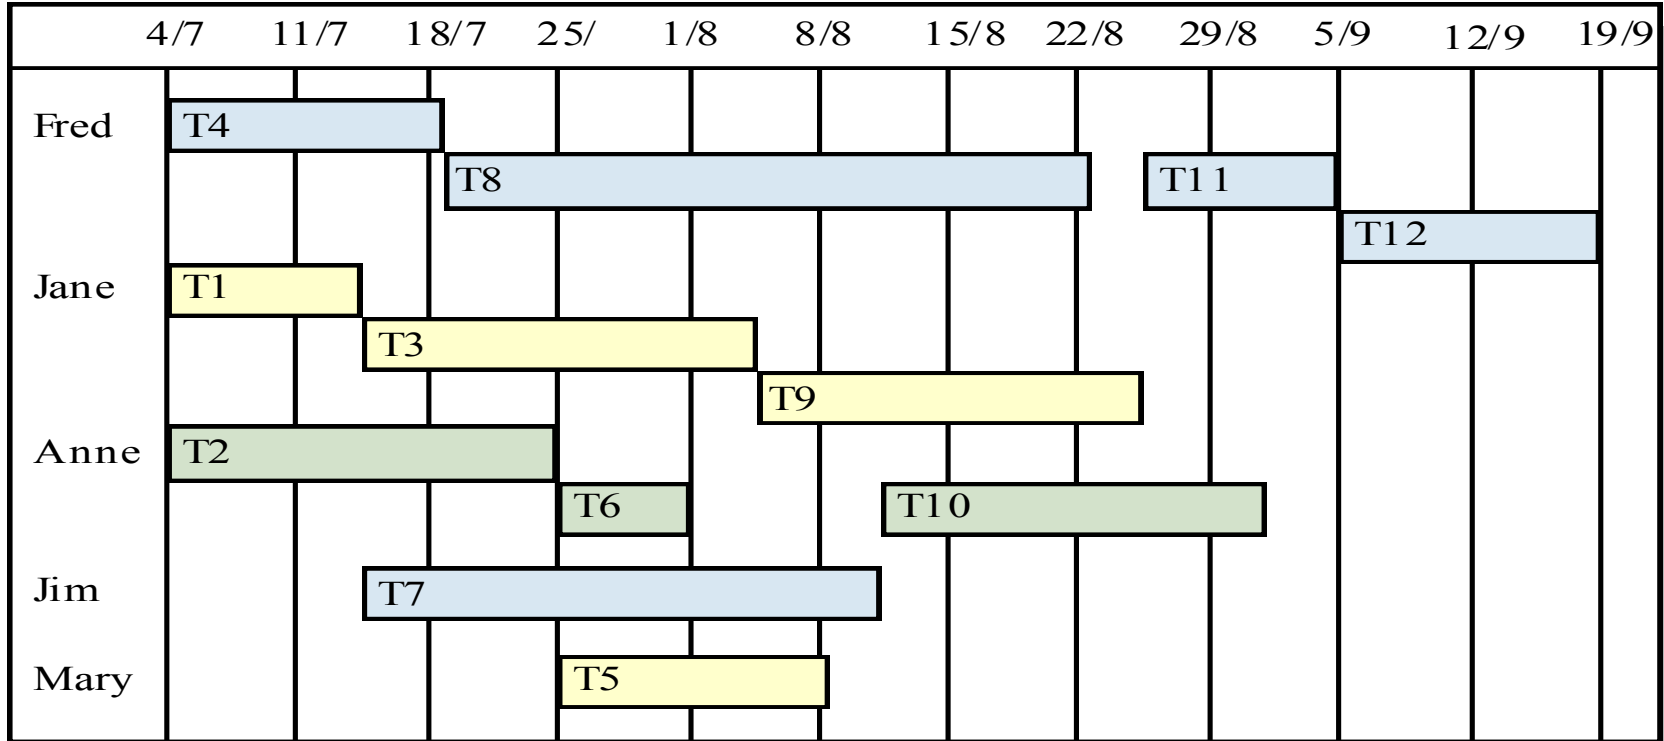 4/7 11/7 18/7 25/ 1/8 8/8 15/8 22/8 29/8 5/9 12/9 19/9
Fred T4
T8 T11
T12
Jane T1
T3
T9
Anne T2
T6 T10
Jim T7
Mary T5